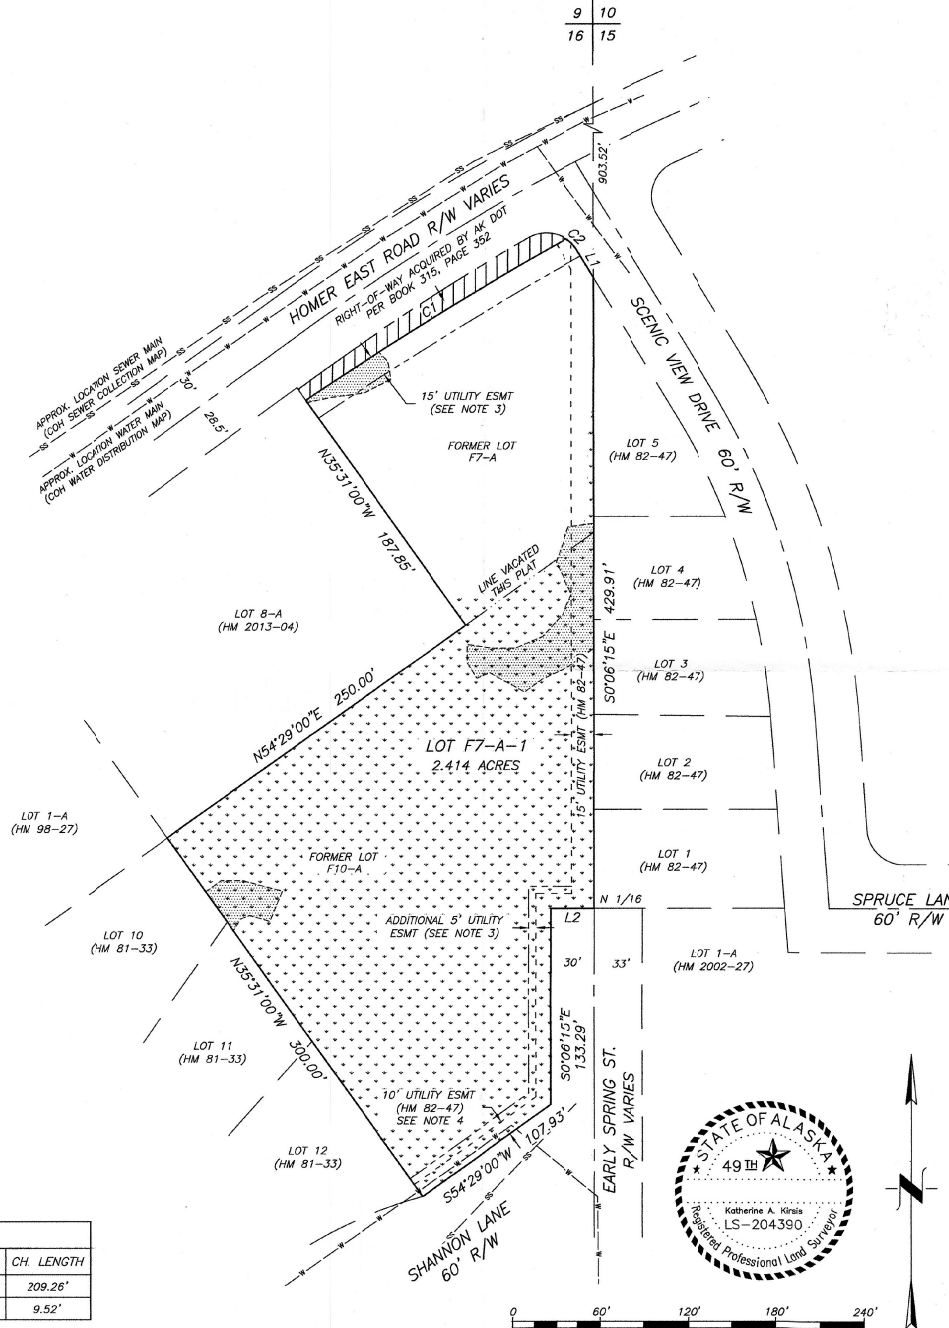 9 10
16 15
903.52'
HOMER EAST ROAD R/W VARIES
RIGHT-OF-WAY ACQUIRED BY AK DOT
PER BOOK 315, PAGE 352
C1
C2
L1
SS
W
APPROX. LOCATION SEWER MAIN
(COH SEWER COLLECTION MAP)
APPROX. LOCATION WATER MAIN
(COH WATER DISTRIBUTION MAP)
30'
28.5'
15' UTILITY ESMT
(SEE NOTE 3)
FORMER LOT
F7-A
SCENIC VIEW DRIVE 60' R/W
LOT 5
(HM 82-47)
N35°31'00"W 187.85'
LINE VACATED
THIS PLAT
LOT 4
(HM 82-47)
S0°06'15"E 429.91'
LOT 8-A
(HM 2013-04)
LOT 3
(HM 82-47)
N54°29'00"E 250.00'
15' UTILITY ESMT (HM 82-47)
LOT F7-A-1
2.414 ACRES
LOT 2
(HM 82-47)
LOT 1-A
(HM 98-27)
FORMER LOT
F10-A
LOT 1
(HM 82-47)
N 1/16
SPRUCE LAN
60' R/W
ADDITIONAL 5' UTILITY
ESMT (SEE NOTE 3)
L2
LOT 10
(HM 81-33)
30' 33'
LOT 1-A
(HM 2002-27)
N35°31'00"W 300.00'
S0°06'15"E
133.29'
LOT 11
(HM 81-33)
EARLY SPRING ST.
R/W VARIES
10' UTILITY ESMT
(HM 82-47)
SEE NOTE 4
LOT 12
(HM 81-33)
S54°29'00"W 107.93'
SHANNON LANE
60' R/W
STATE OF ALASKA
49 TH
Katherine A. Kirsis
LS-204390
Registered Professional Land Surveyor
N
CH. LENGTH
209.26'
9.52'
0 60' 120' 180' 240'